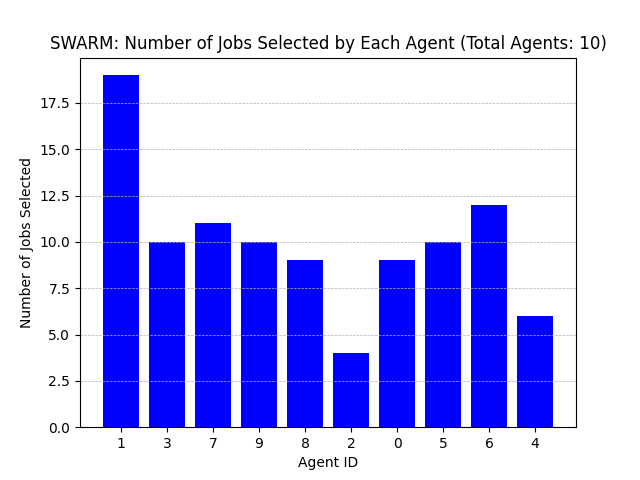 SWARM: Number of Jobs Selected by Each Agent (Total Agents: 10)
Number of Jobs Selected
17.5
15.0
12.5
10.0
7.5
5.0
2.5
0.0
1 3 7 9 8 2 0 5 6 4
Agent ID